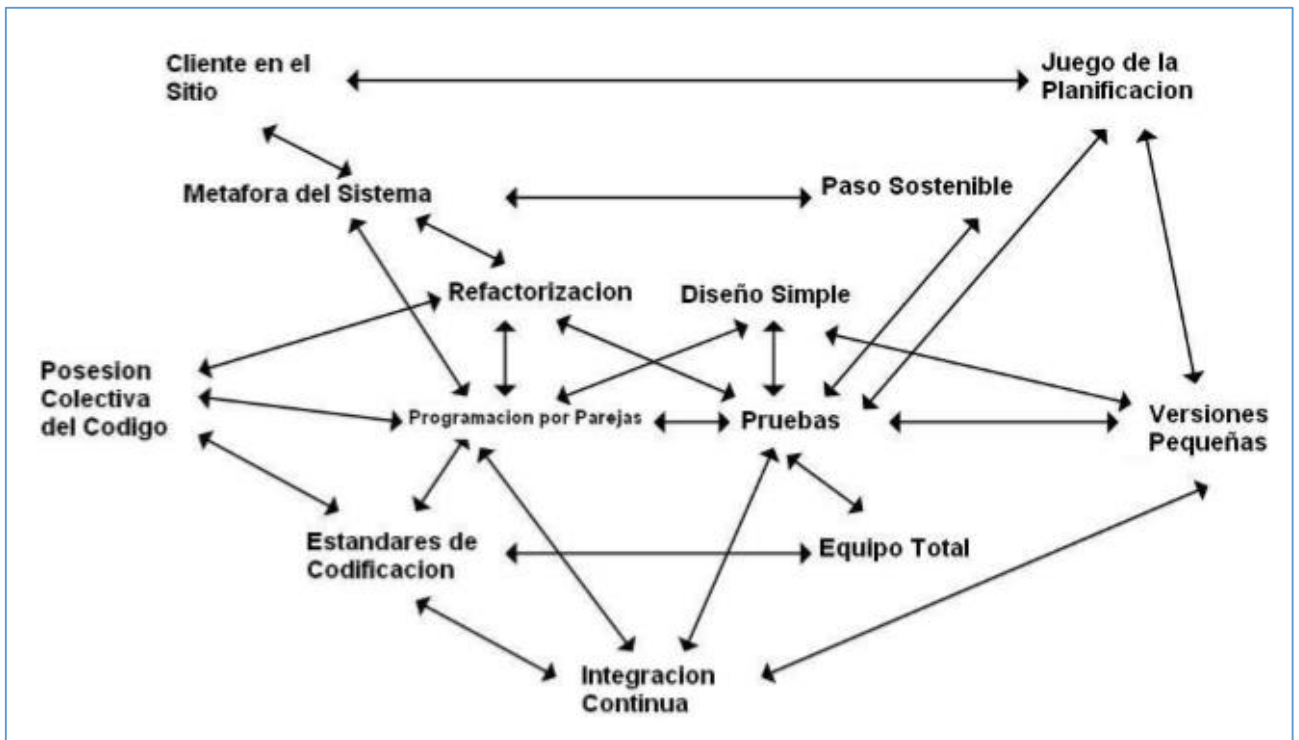 Cliente en el
Sitio
Juego de la
Planificacion
Metafora del Sistema
Paso Sostenible
Refactorizacion
Diseño Simple
Posesion
Colectiva
del Codigo
Programacion por Parejas
Pruebas
Versiones
Pequeñas
Estandares de
Codificacion
Equipo Total
Integracion
Continua